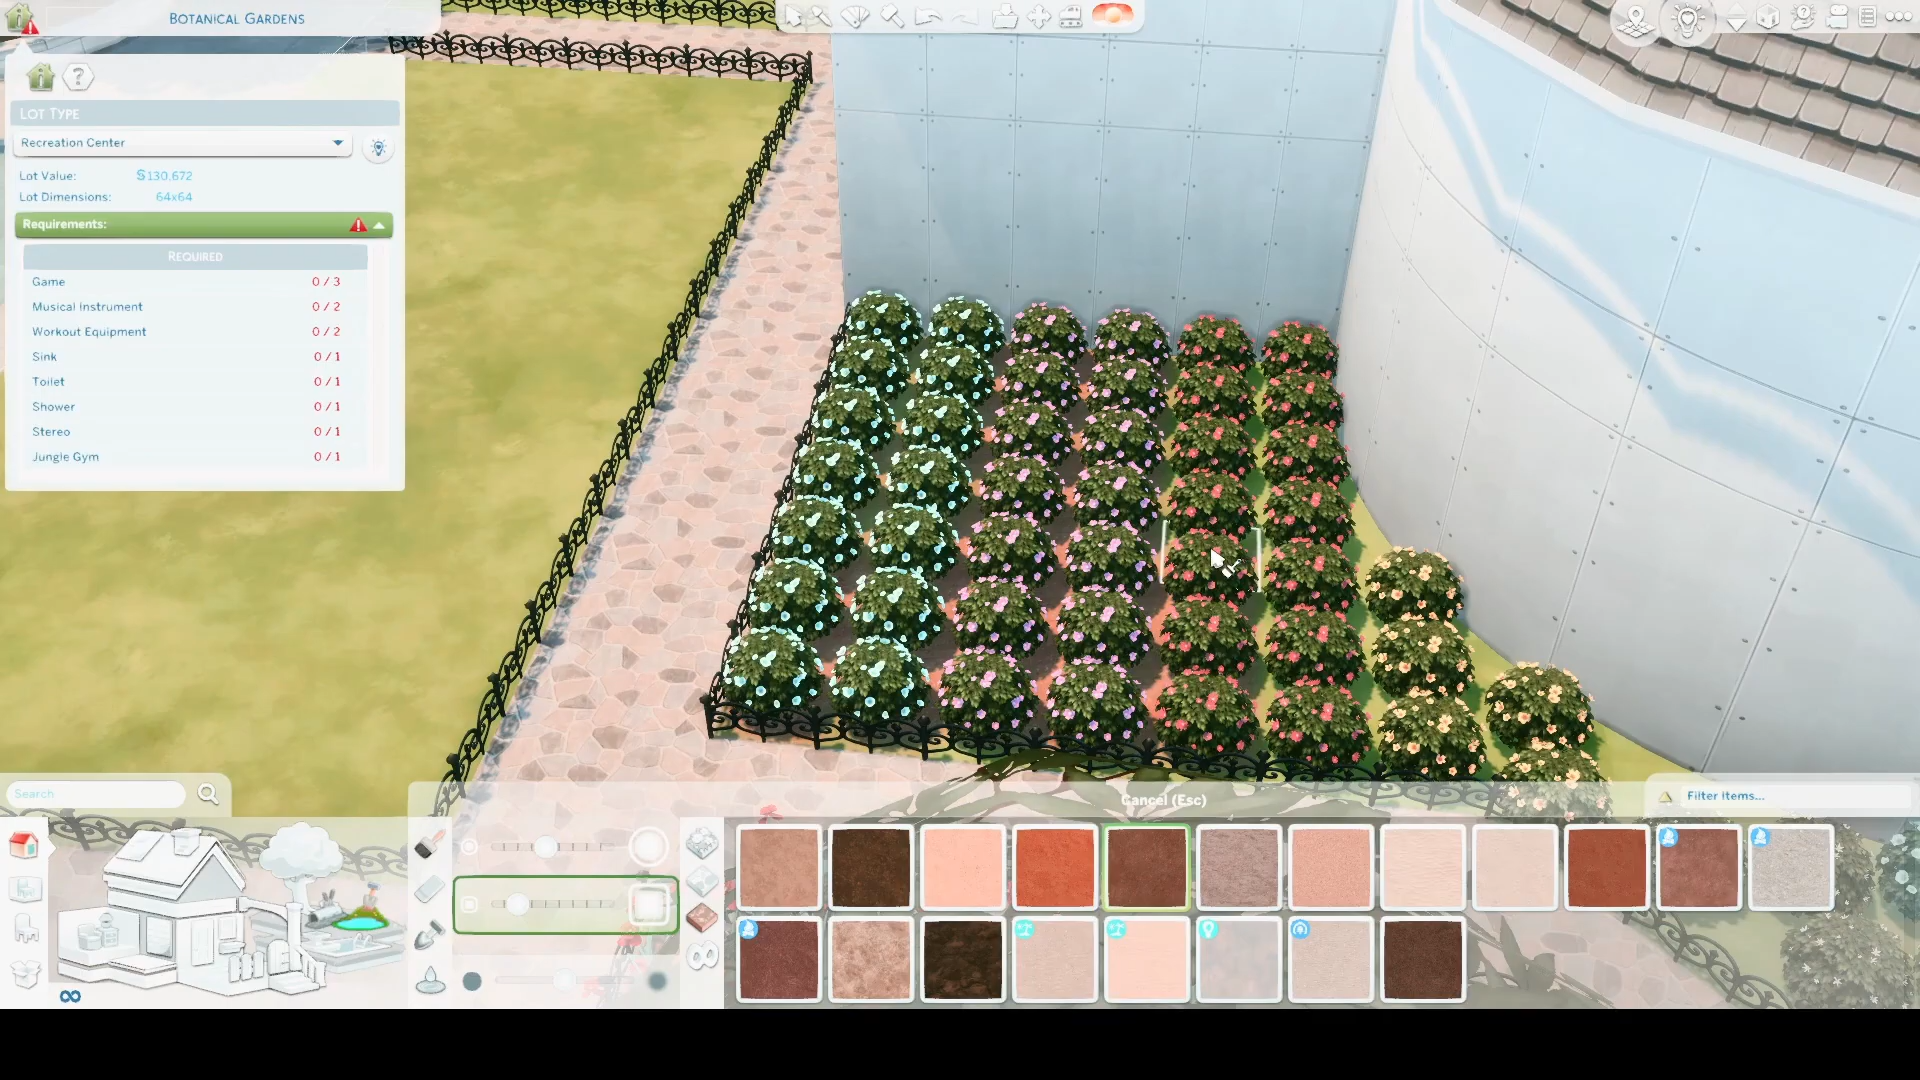 BOTANICAL GARDENS
LOT TYPE
Recreation Center
Lot Value: §130,672
Lot Dimensions: 64x64
Requirements:
REQUIRED
Game 0 / 3
Musical Instrument 0 / 2
Workout Equipment 0 / 2
Sink 0 / 1
Toilet 0 / 1
Shower 0 / 1
Stereo 0 / 1
Jungle Gym 0 / 1
Search
Cancel (Esc)
Filter Items...